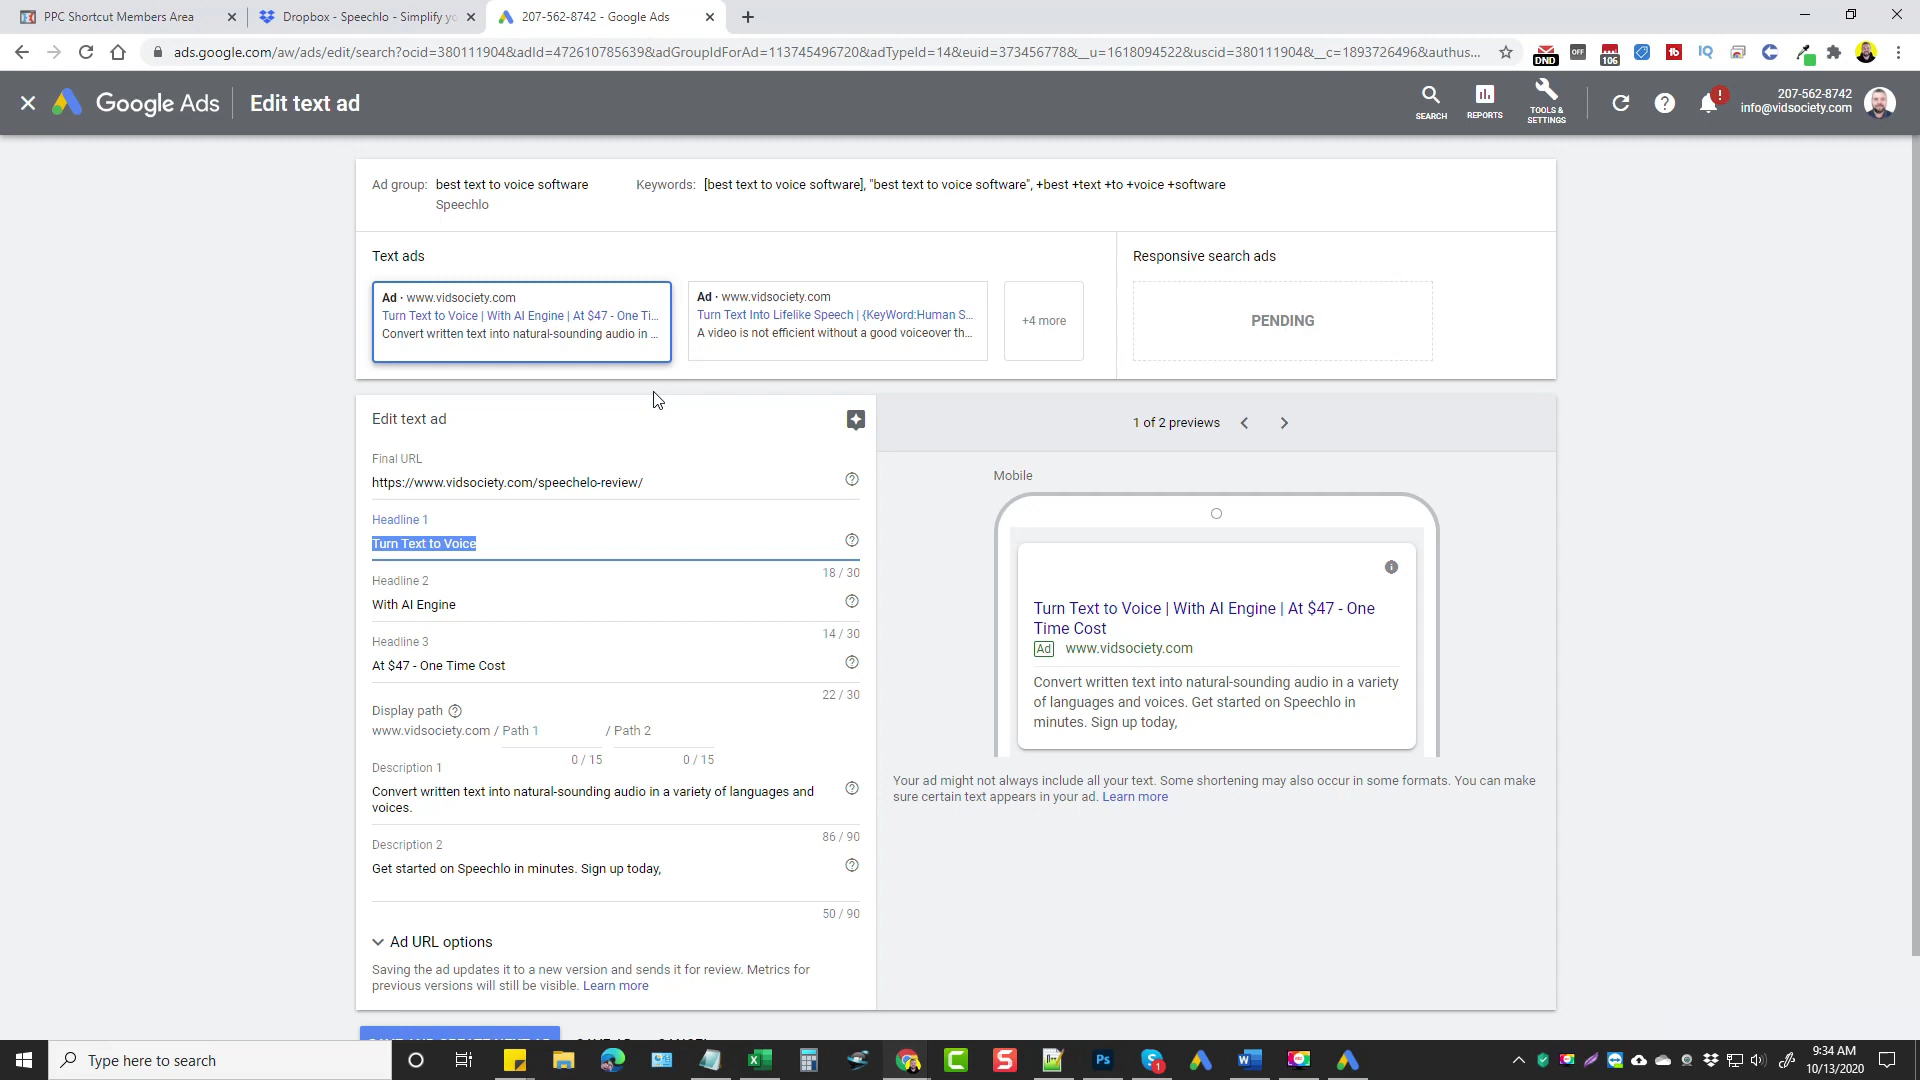 PPC Shortcut Members Area
Dropbox - Speechlo - Simplify yo
207-562-8742 - Google Ads
ads.google.com/aw/ads/edit/search?ocid=380111904&adId=472610785639&adGroupIdForAd=113745496720&adTypeId=14&euid=373456778&__u=1618094522&uscid=3801111904&__c=1893726496&authus...
DND
OFF
106
IQ
Google Ads
Edit text ad
SEARCH
REPORTS
TOOLS &
SETTINGS
207-562-8742
info@vidsociety.com
Ad group: best text to voice software
Speechlo
Keywords: [best text to voice software], "best text to voice software", +best +text +to +voice +software
Text ads
Responsive search ads
Ad · www.vidsociety.com
Turn Text to Voice | With AI Engine | At $47 - One Ti...
Convert written text into natural-sounding audio in ...
Ad · www.vidsociety.com
Turn Text Into Lifelike Speech | {KeyWord:Human S...
A video is not efficient without a good voiceover th...
+4 more
PENDING
Edit text ad
1 of 2 previews
Final URL
https://www.vidsociety.com/speechelo-review/
Headline 1
Turn Text to Voice
18 / 30
Headline 2
With AI Engine
14 / 30
Headline 3
At $47 - One Time Cost
22 / 30
Display path
www.vidsociety.com / Path 1 / Path 2
0 / 15 0 / 15
Description 1
Convert written text into natural-sounding audio in a variety of languages and
voices.
86 / 90
Description 2
Get started on Speechlo in minutes. Sign up today,
50 / 90
Ad URL options
Saving the ad updates it to a new version and sends it for review. Metrics for
previous versions will still be visible. Learn more
Mobile
Turn Text to Voice | With AI Engine | At $47 - One
Time Cost
Ad www.vidsociety.com
Convert written text into natural-sounding audio in a variety
of languages and voices. Get started on Speechlo in
minutes. Sign up today,
Your ad might not always include all your text. Some shortening may also occur in some formats. You can make
sure certain text appears in your ad. Learn more
Type here to search
9:34 AM
10/13/2020